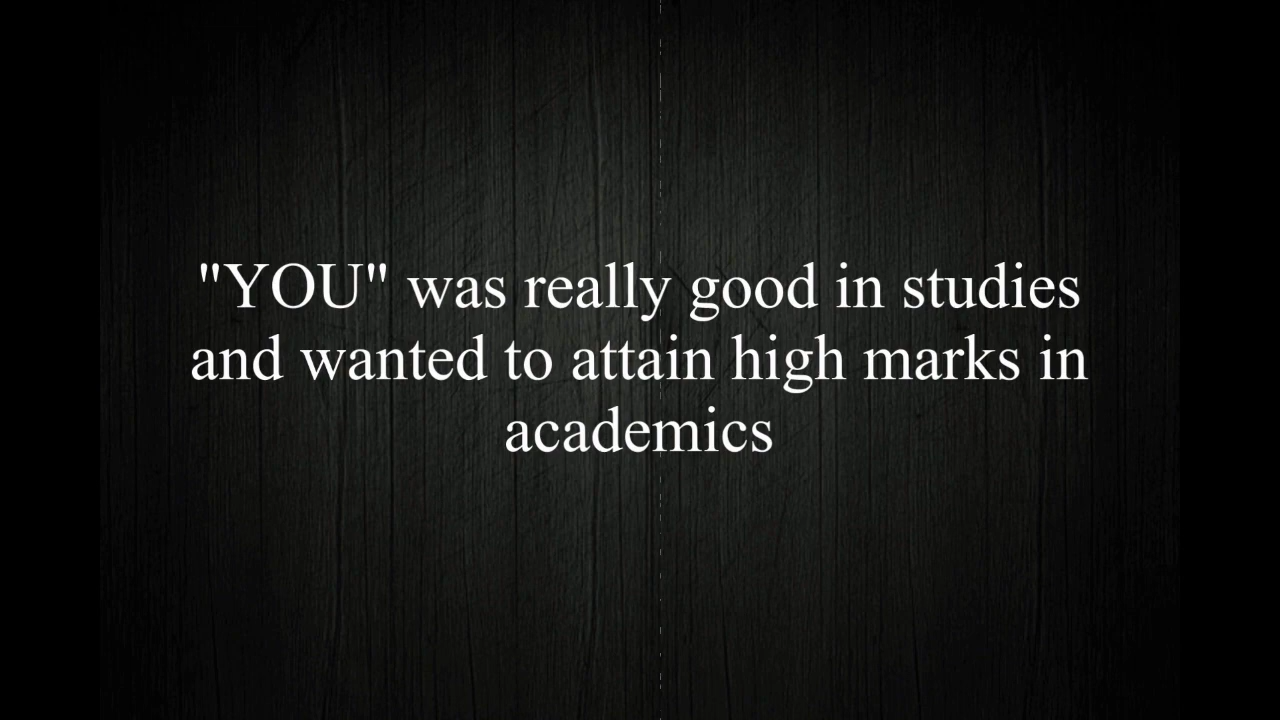 "YOU" was really good in studies
and wanted to attain high marks in
academics